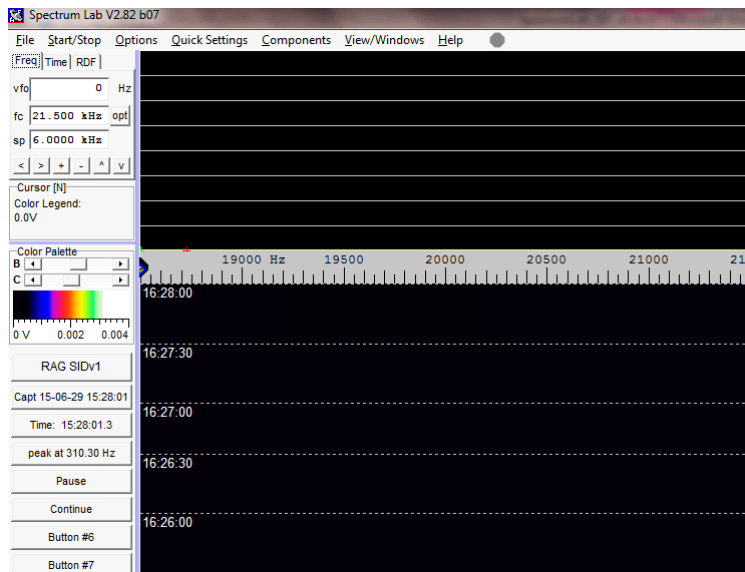 Spectrum Lab V2.82 b07
File Start/Stop Options Quick Settings Components View/Windows Help
Freq Time RDF
vfo 0 Hz
fc 21.500 kHz opt
sp 6.0000 kHz
< > + - ^ v
Cursor [N]
Color Legend:
0.0V
Color Palette
B
C
0 V 0.002 0.004
RAG SIDv1
Capt 15-06-29 15:28:01
Time: 15:28:01.3
peak at 310.30 Hz
Pause
Continue
Button #6
Button #7
19000 Hz 19500 20000 20500 21000 21
16:28:00
16:27:30
16:27:00
16:26:30
16:26:00